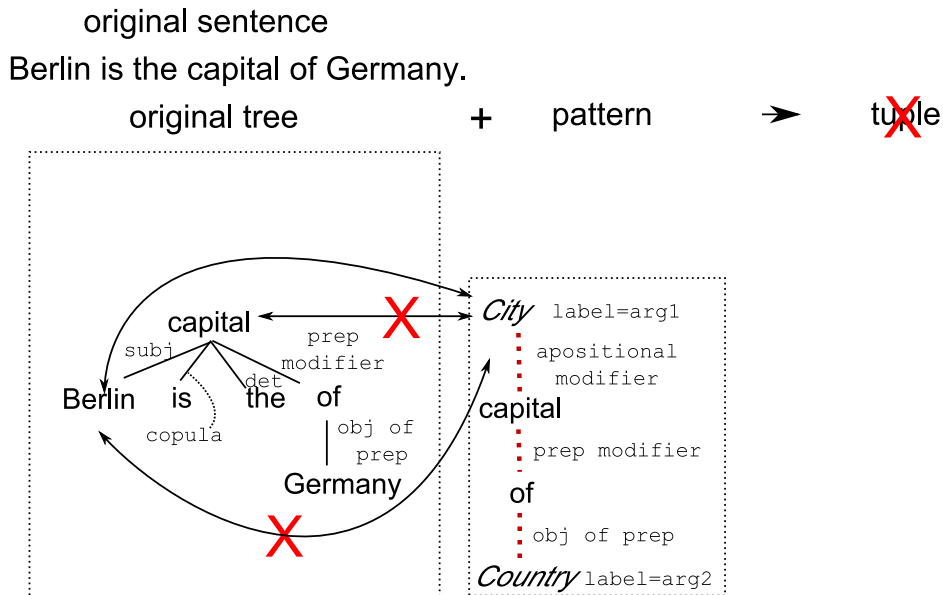 original sentence
Berlin is the capital of Germany.
original tree + pattern tuple
City label=arg1
capital
prep
modifier
subj
apositional
modifier
det
Berlin is the of
capital
copula
obj of
prep
prep modifier
Germany
of
obj of prep
Country label=arg2